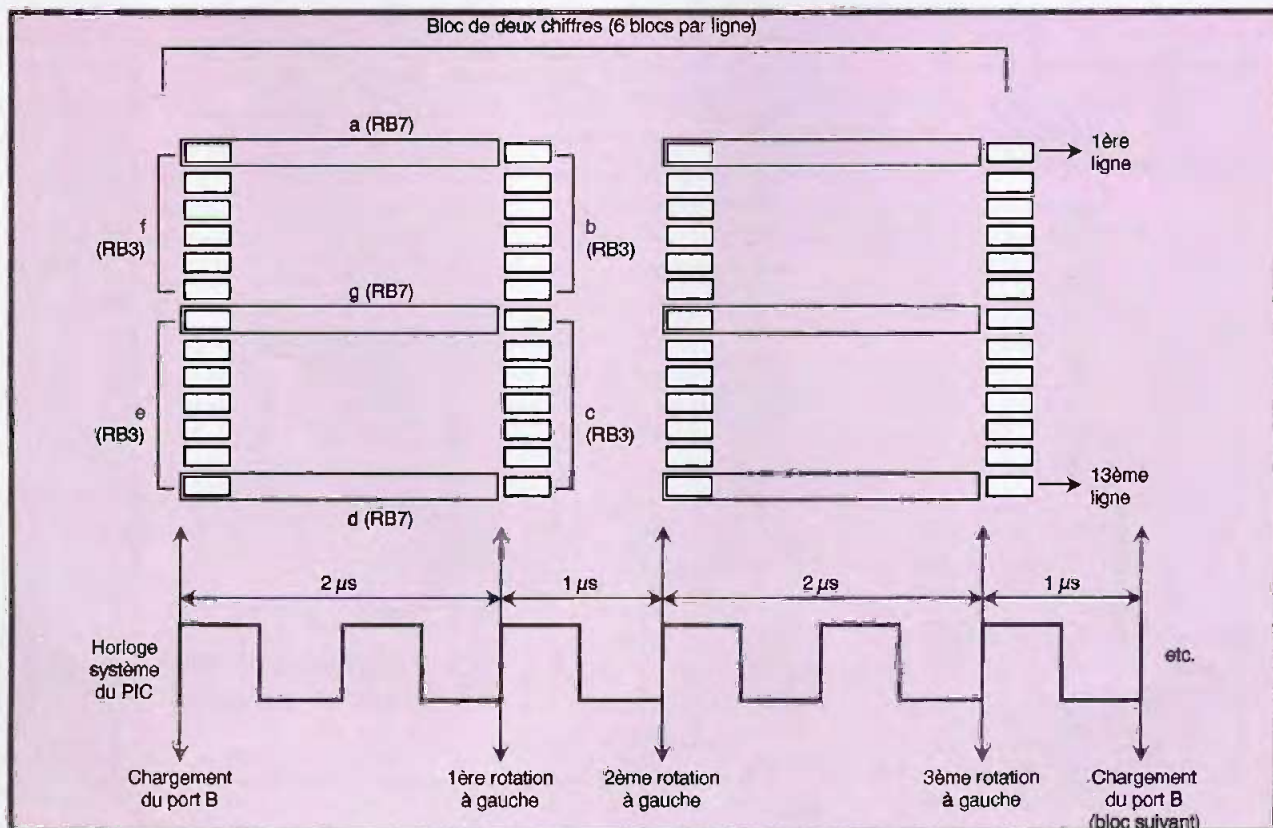 Bloc de deux chiffres (6 blocs par ligne)
a (RB7)
1ère
ligne
f
(RB3)
b
(RB3)
g (RB7)
e
(RB3)
c
(RB3)
13ème
ligne
d (RB7)
2 µs
1 µs
2 µs
1 µs
Horloge
système
du PIC
etc.
Chargement
du port B
1ère rotation
à gauche
2ème rotation
à gauche
3ème rotation
à gauche
Chargement
du port B
(bloc suivant)